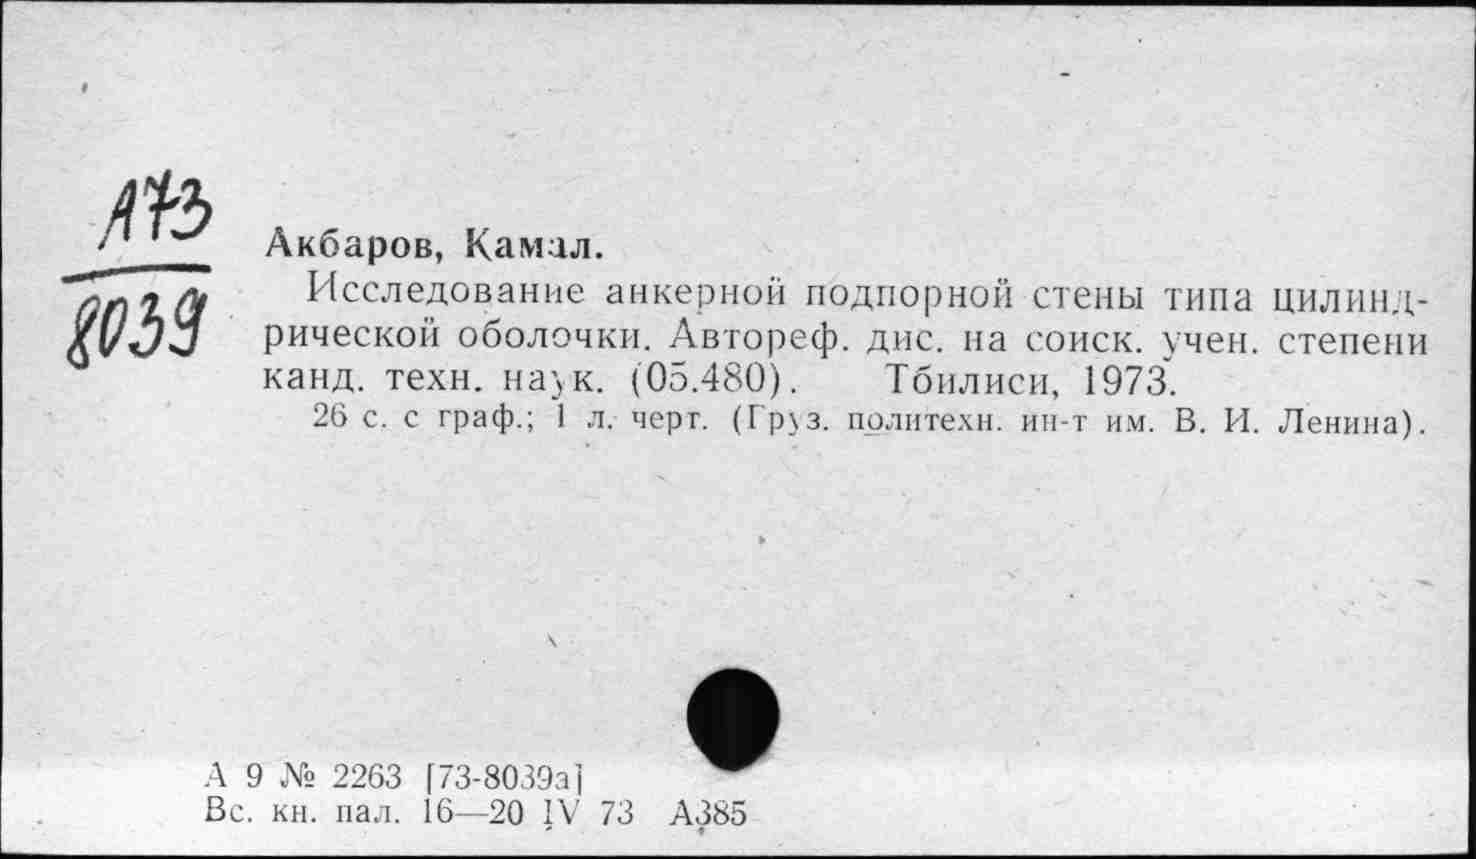 А73
8039
Акбаров, Камал.
Исследование анкерной подпорной стены типа цилинд-
рической оболочки. Автореф. дис. на соиск. учен. степени
канд. техн. наук. (05.480). Тбилиси, 1973.
26 с. с граф.; 1 л. черт. (Груз. политехн. ин-т им. В. И. Ленина).
А 9 № 2263 [73-8039а]
Вс. кн. пал. 16—20 IV 73 А385